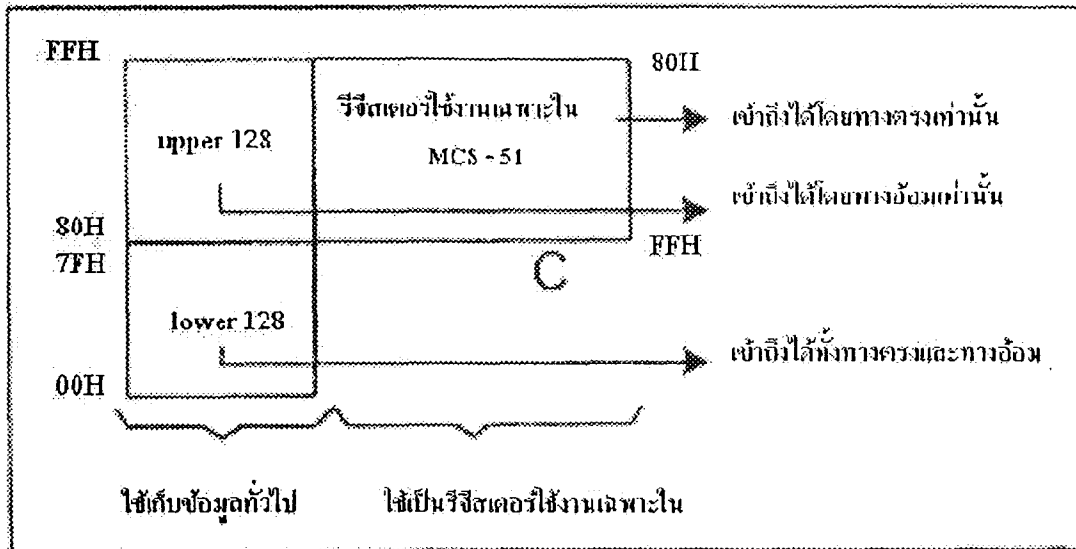 FFH
80H
รีจีสเตอร์ใช้งานเฉพาะใน
MCS - 51
เข้าถึงได้โดยทางตรงเท่านั้น
upper 128
เข้าถึงได้โดยทางอ้อมเท่านั้น
80H
FFH
7FH
C
lower 128
เข้าถึงได้ทั้งทางตรงและทางอ้อม
00H
ใช้เก็บข้อมูลทั่วไป
ใช้เป็นรีจีสเตอร์ใช้งานเฉพาะใน